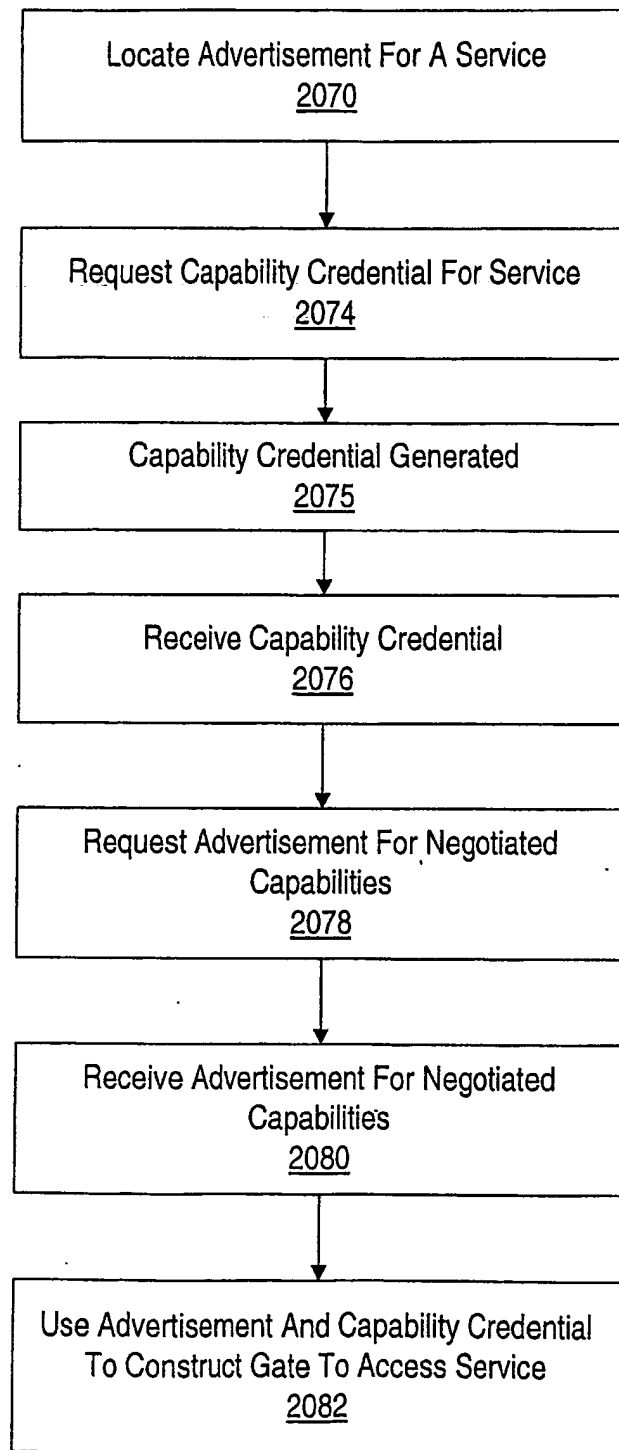 Locate Advertisement For A Service
2070
Request Capability Credential For Service
2074
Capability Credential Generated
2075
Receive Capability Credential
2076
Request Advertisement For Negotiated
Capabilities
2078
Receive Advertisement For Negotiated
Capabilities
2080
Use Advertisement And Capability Credential
To Construct Gate To Access Service
2082